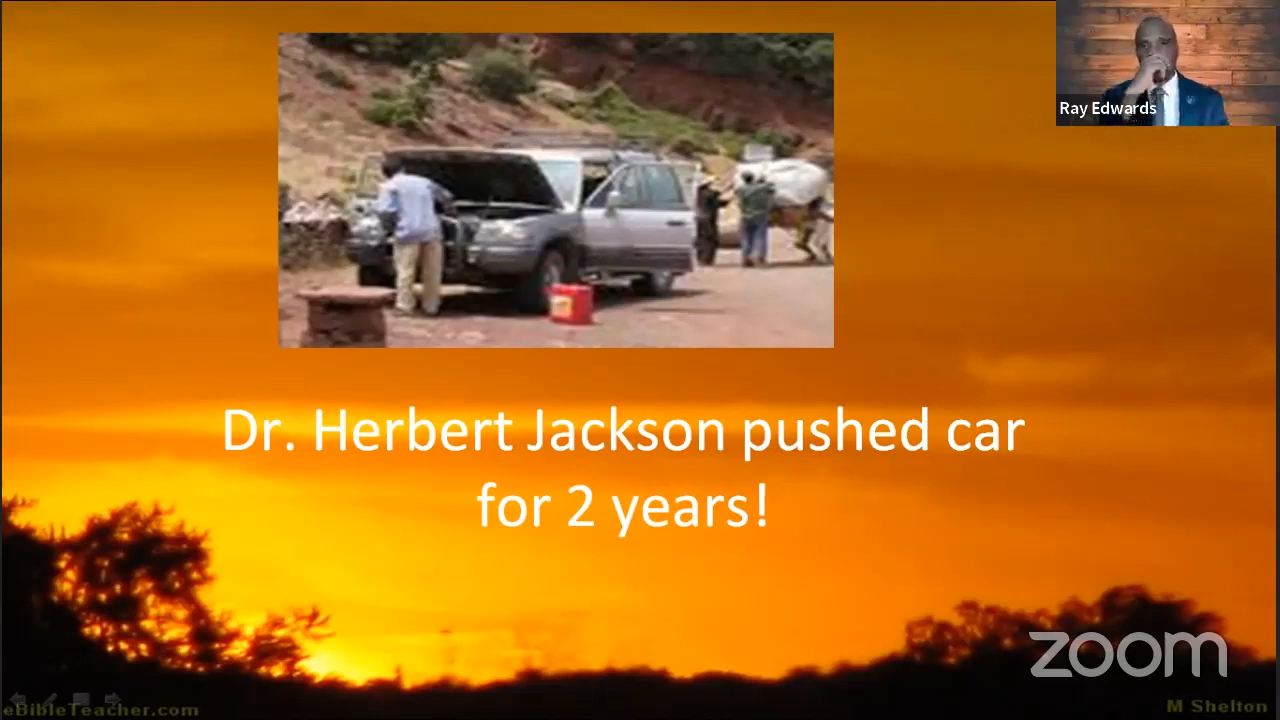 Ray Edwards
Dr. Herbert Jackson pushed car
for 2 years!
zoom
eBibleTeacher.com
M Shelton